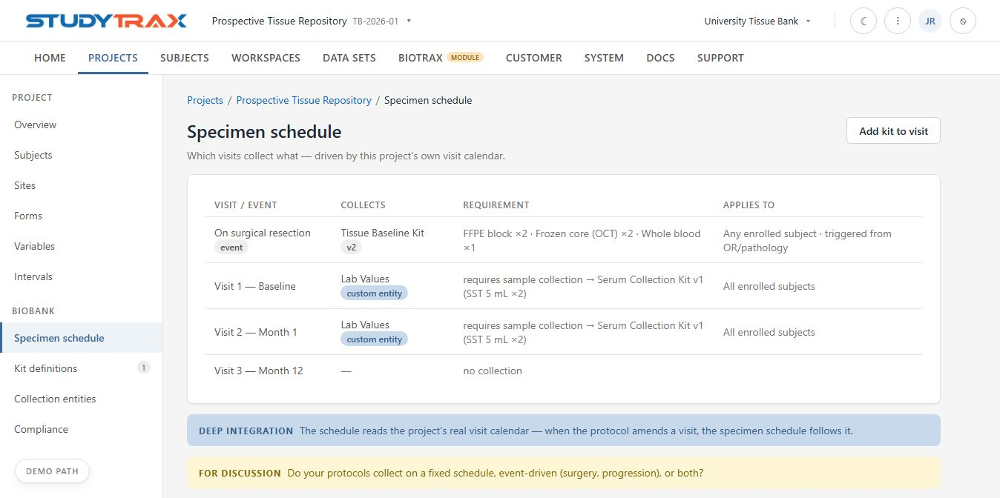 STUDYTRAX
Prospective Tissue Repository TB-2026-01 ▾
University Tissue Bank ▾
JR
HOME PROJECTS SUBJECTS WORKSPACES DATA SETS BIOTRAX MODULE CUSTOMER SYSTEM DOCS SUPPORT
PROJECT
Overview
Subjects
Sites
Forms
Variables
Intervals
BIOBANK
Specimen schedule
Kit definitions 1
Collection entities
Compliance
DEMO PATH
Projects / Prospective Tissue Repository / Specimen schedule
Specimen schedule
Add kit to visit
Which visits collect what — driven by this project's own visit calendar.
VISIT / EVENT COLLECTS REQUIREMENT APPLIES TO
On surgical resection Tissue Baseline Kit FFPE block ×2 · Frozen core (OCT) ×2 · Whole blood Any enrolled subject · triggered from
event v2 ×1 OR/pathology
Visit 1 — Baseline Lab Values requires sample collection → Serum Collection Kit v1 All enrolled subjects
custom entity (SST 5 mL ×2)
Visit 2 — Month 1 Lab Values requires sample collection → Serum Collection Kit v1 All enrolled subjects
custom entity (SST 5 mL ×2)
Visit 3 — Month 12 — no collection
DEEP INTEGRATION The schedule reads the project's real visit calendar — when the protocol amends a visit, the specimen schedule follows it.
FOR DISCUSSION Do your protocols collect on a fixed schedule, event-driven (surgery, progression), or both?